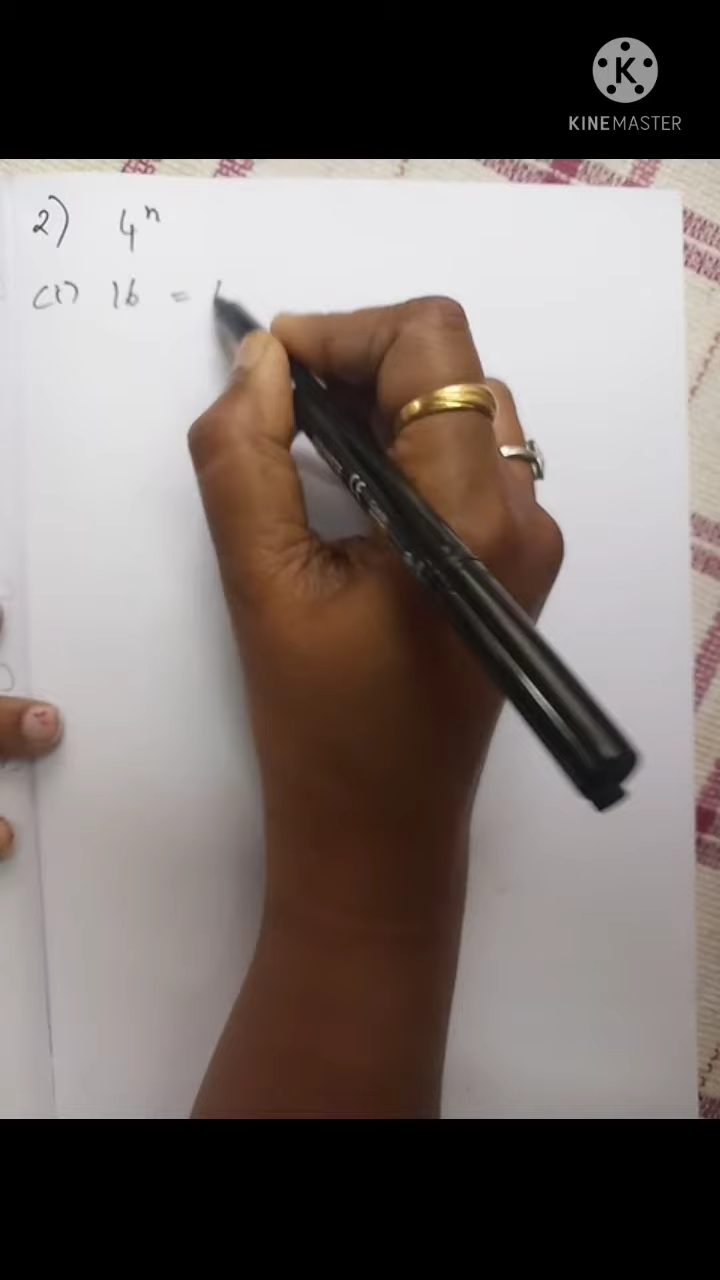 K
KINEMASTER
2) 4ⁿ
(i) 16 =